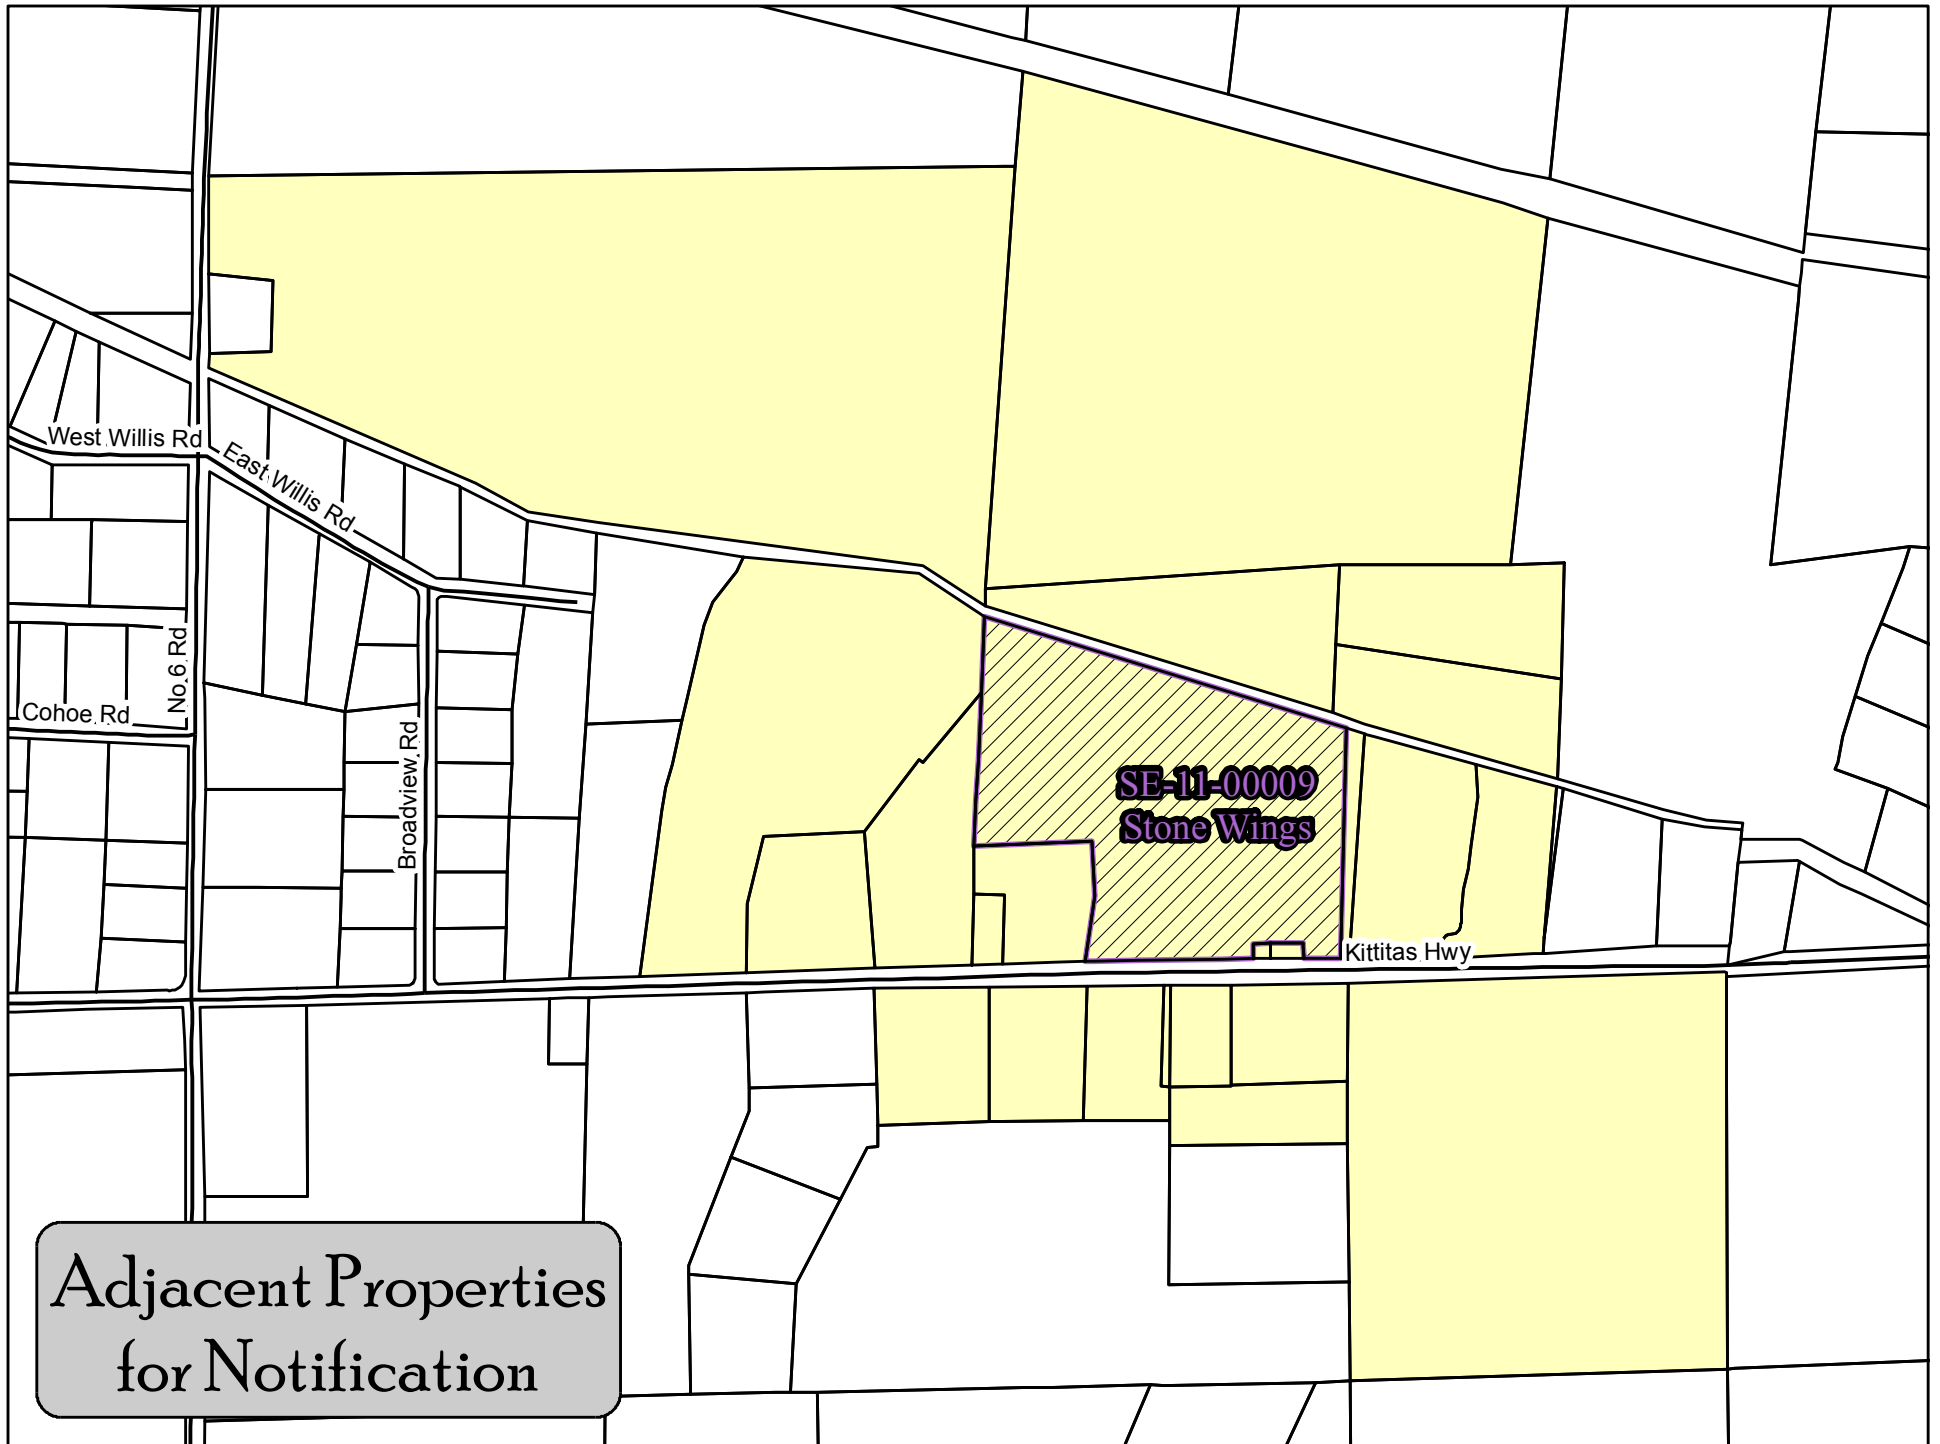 West Willis Rd
East Willis Rd
No 6 Rd
Cohoe Rd
Broadview Rd
SE-11-00009
Stone Wings
Kittitas Hwy
Adjacent Properties
for Notification